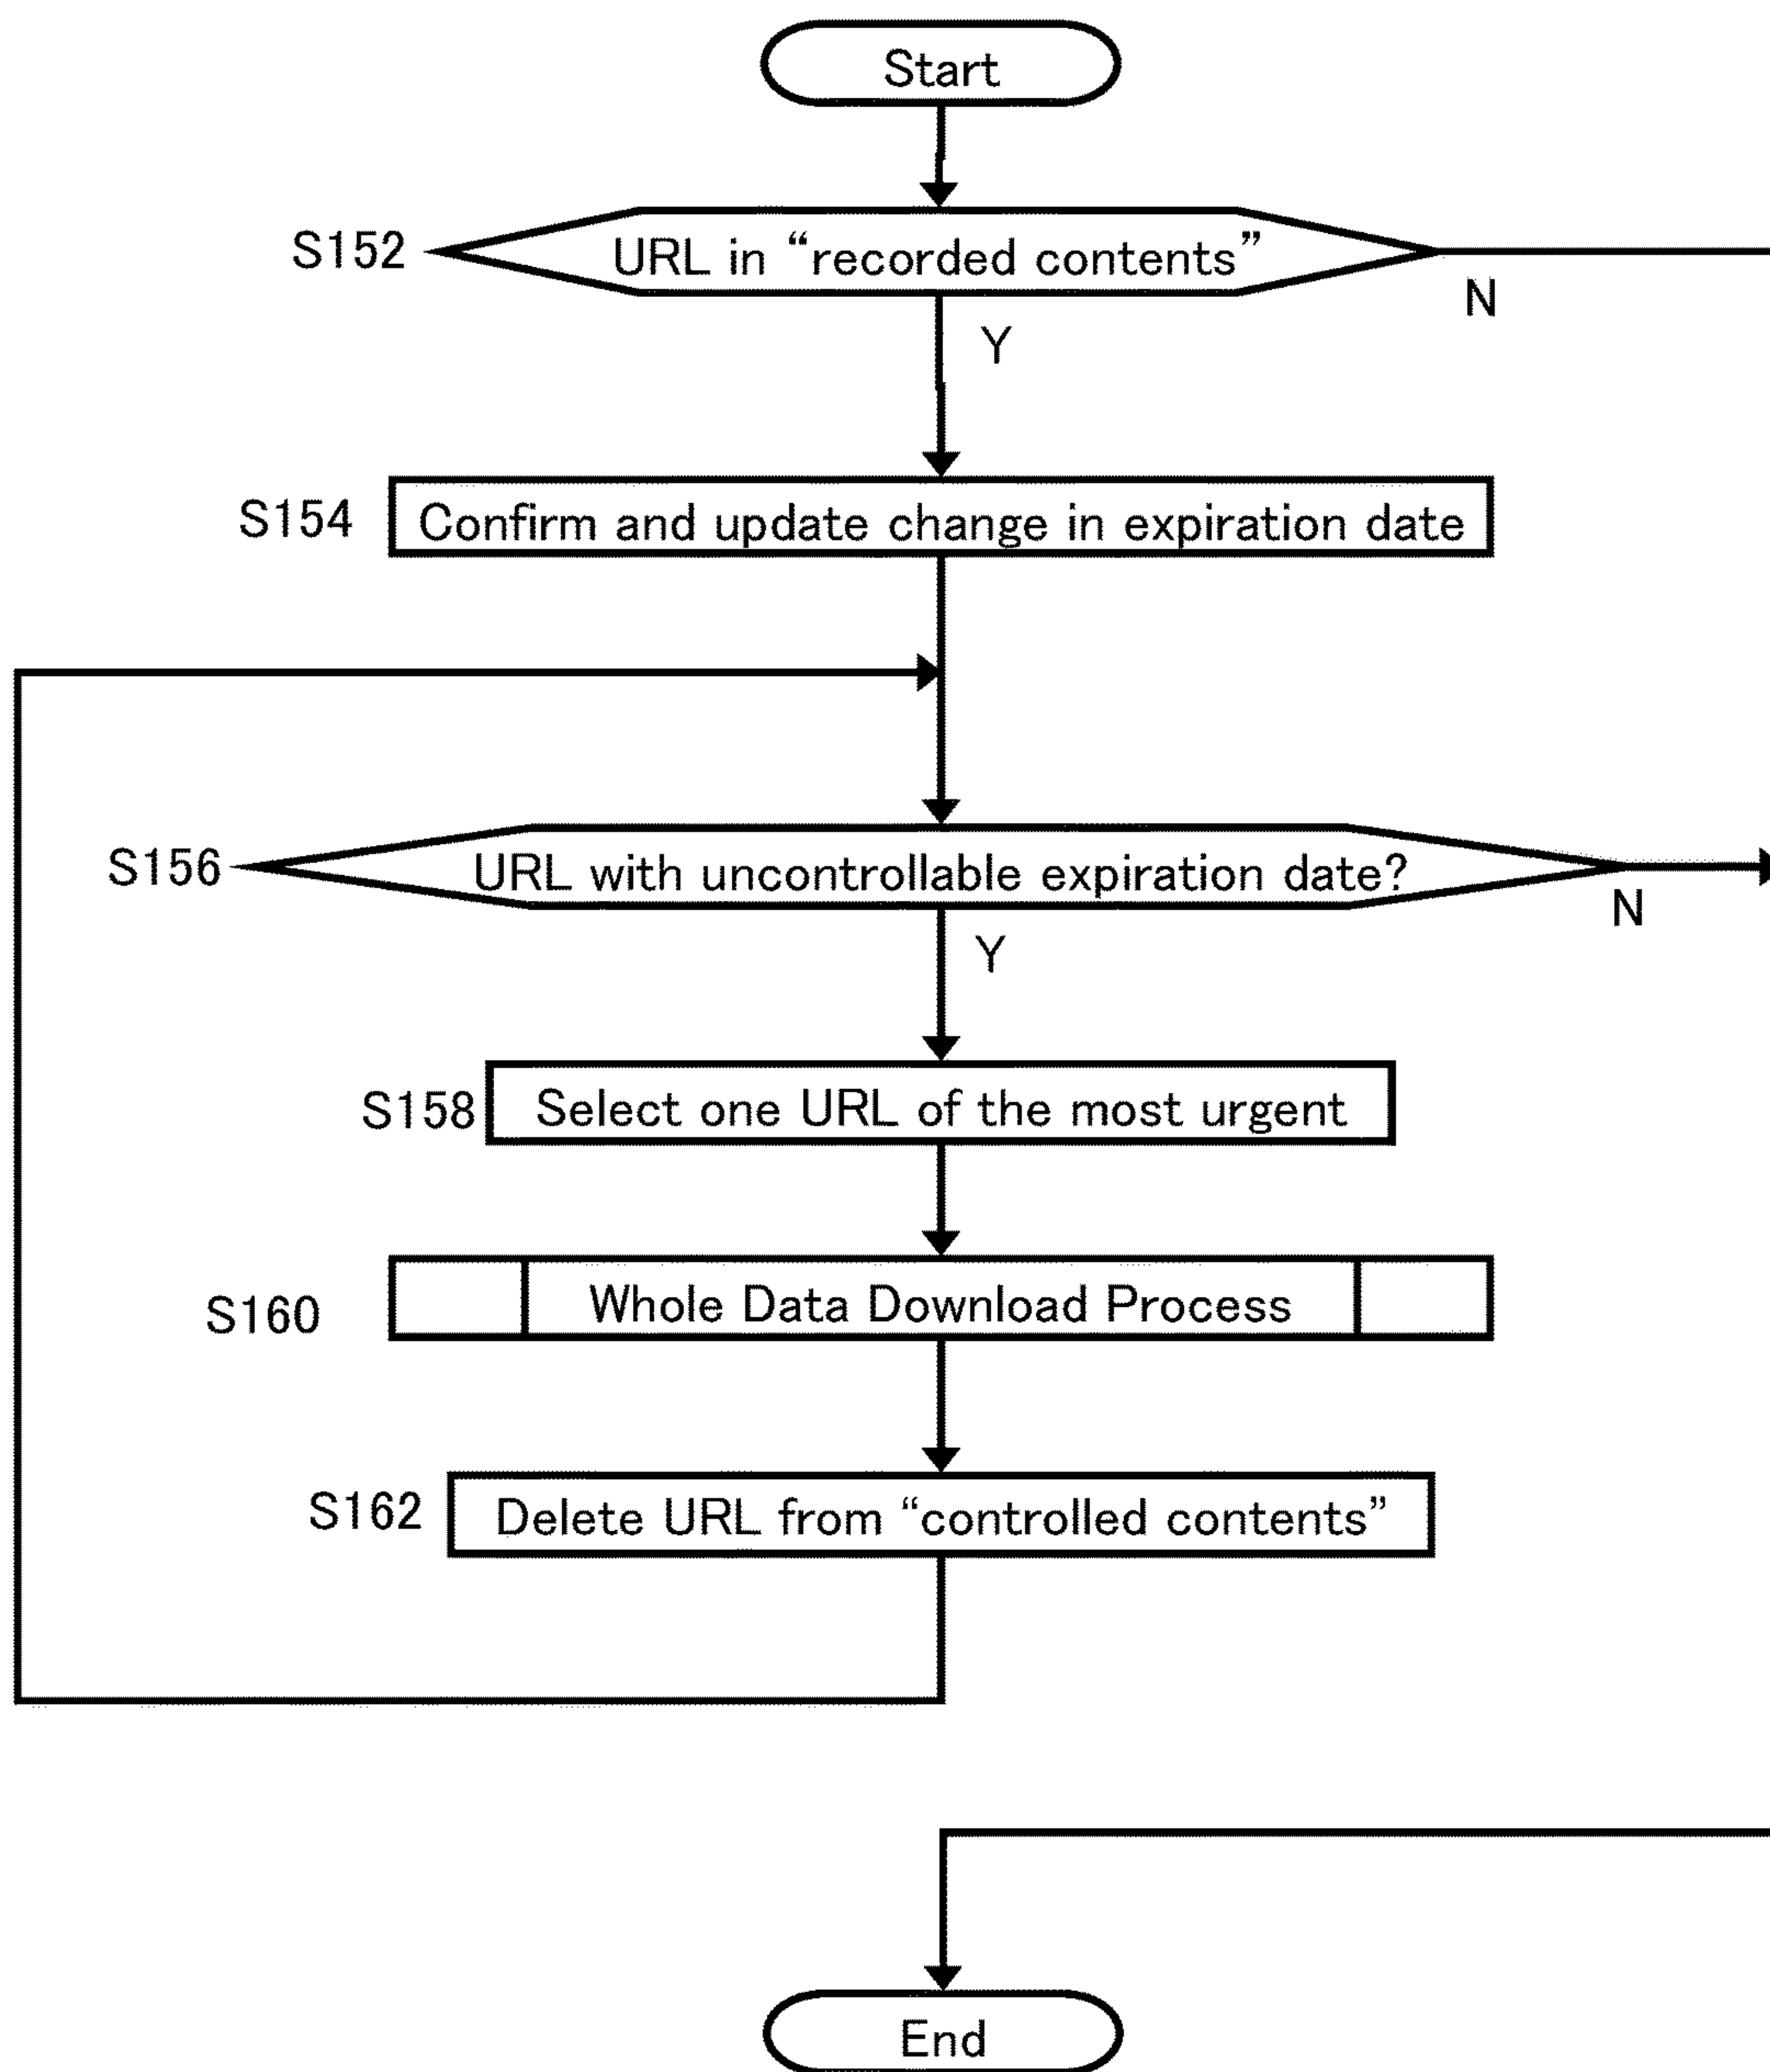 Start
S152
URL in “recorded contents”
N
Y
S154
Confirm and update change in expiration date
S156
URL with uncontrollable expiration date?
N
Y
S158
Select one URL of the most urgent
S160
Whole Data Download Process
S162
Delete URL from “controlled contents”
End